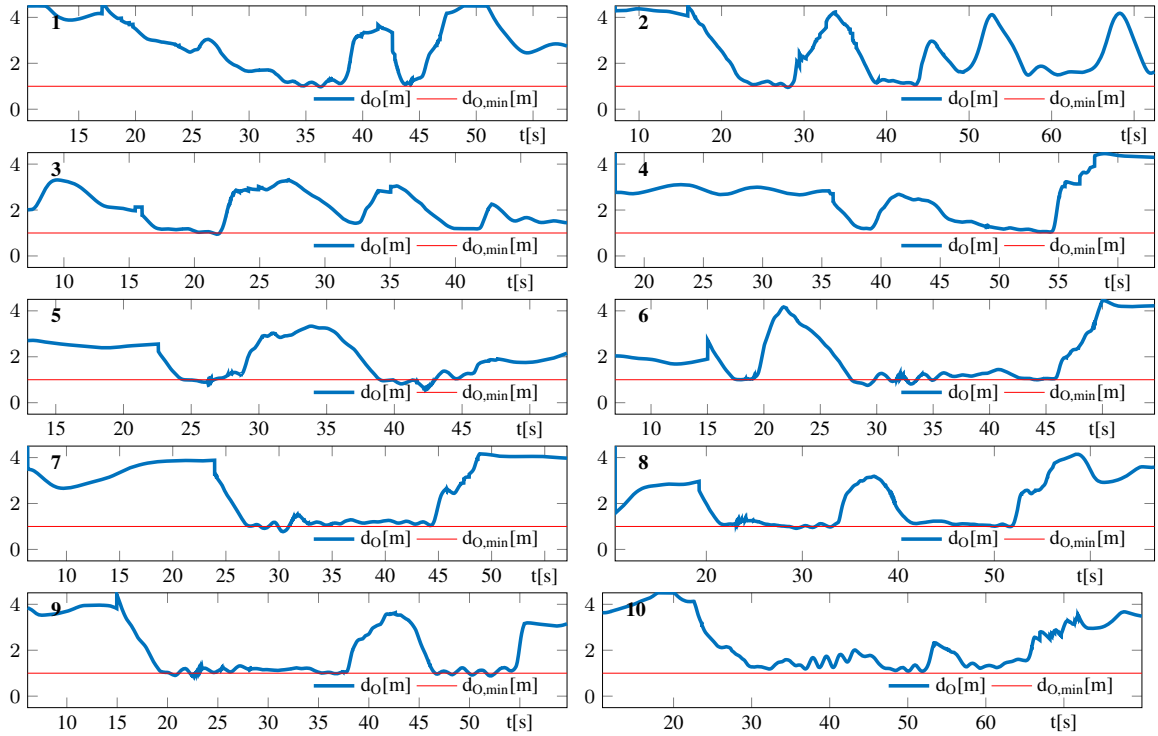 4
1
2
0
d_O[m] d_O,min[m]
15 20 25 30 35 40 45 50 t[s]
4
2
2
0
d_O[m] d_O,min[m]
10 20 30 40 50 60 t[s]
4
3
2
0
d_O[m] d_O,min[m]
10 15 20 25 30 35 40 t[s]
4
4
2
0
d_O[m] d_O,min[m]
20 25 30 35 40 45 50 55 t[s]
4
5
2
0
d_O[m] d_O,min[m]
15 20 25 30 35 40 45 t[s]
4
6
2
0
d_O[m] d_O,min[m]
10 15 20 25 30 35 40 45 t[s]
4
7
2
0
d_O[m] d_O,min[m]
10 15 20 25 30 35 40 45 50 t[s]
4
8
2
0
d_O[m] d_O,min[m]
20 30 40 50 t[s]
4
9
2
0
d_O[m] d_O,min[m]
10 15 20 25 30 35 40 45 50 t[s]
4
10
2
0
d_O[m] d_O,min[m]
20 30 40 50 60 t[s]